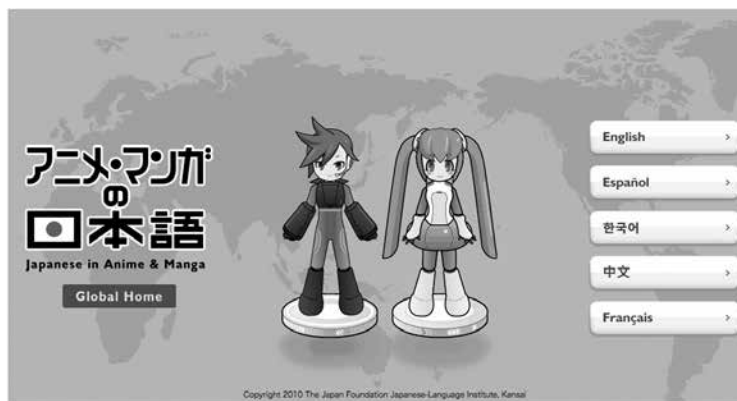 アニメ・マンガ
の
日本語
Japanese in Anime & Manga
Global Home
English
Español
한국어
中文
Français
Copyright 2010 The Japan Foundation Japanese-Language Institute, Kansai